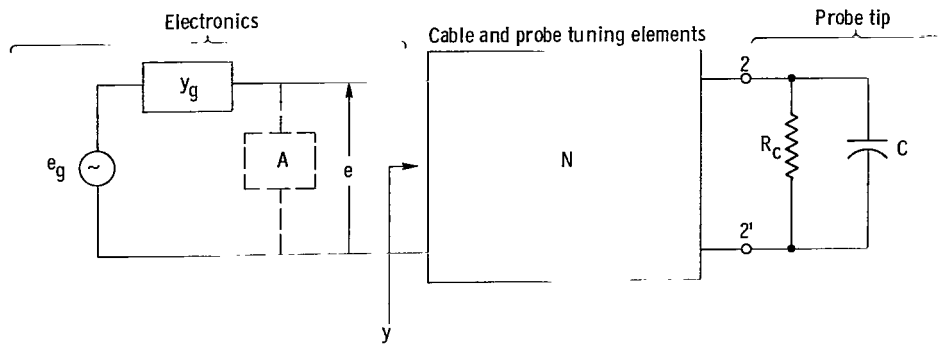 Electronics
Cable and probe tuning elements
Probe tip
y_g
e_g
~
A
e
y
N
2
2'
R_C
C